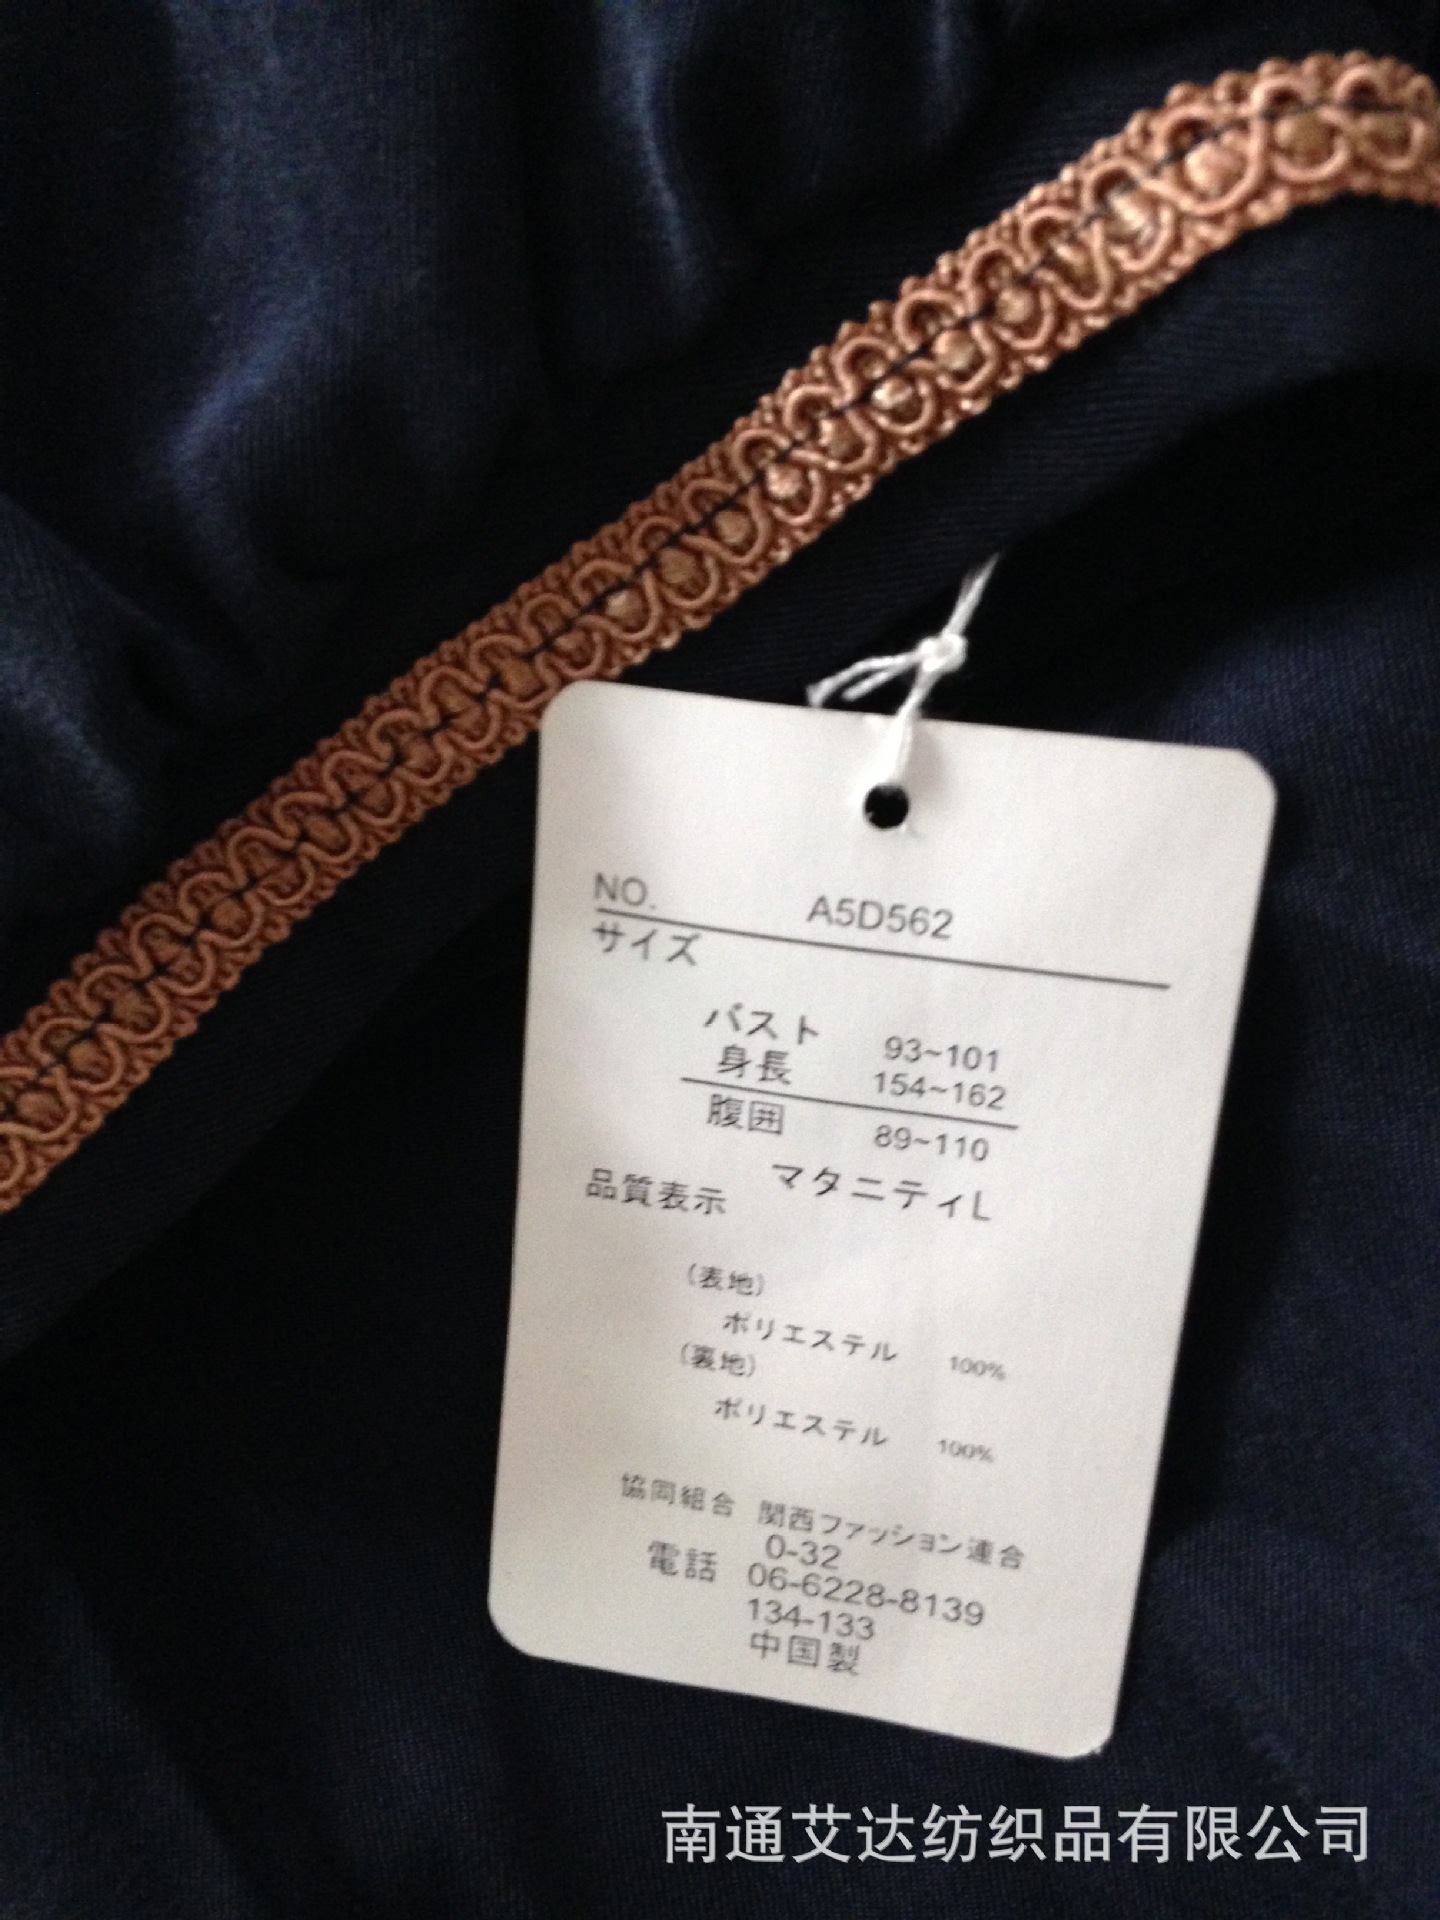 NO. A5D562
サイズ
バスト 93~101
身長 154~162
腹囲 89~110
マタニティL
品質表示
(表地)
ポリエステル 100%
(裏地)
ポリエステル 100%
協同組合 関西ファッション連合
0-32
電話 06-6228-8139
134-133
中国製
南通艾达纺织品有限公司